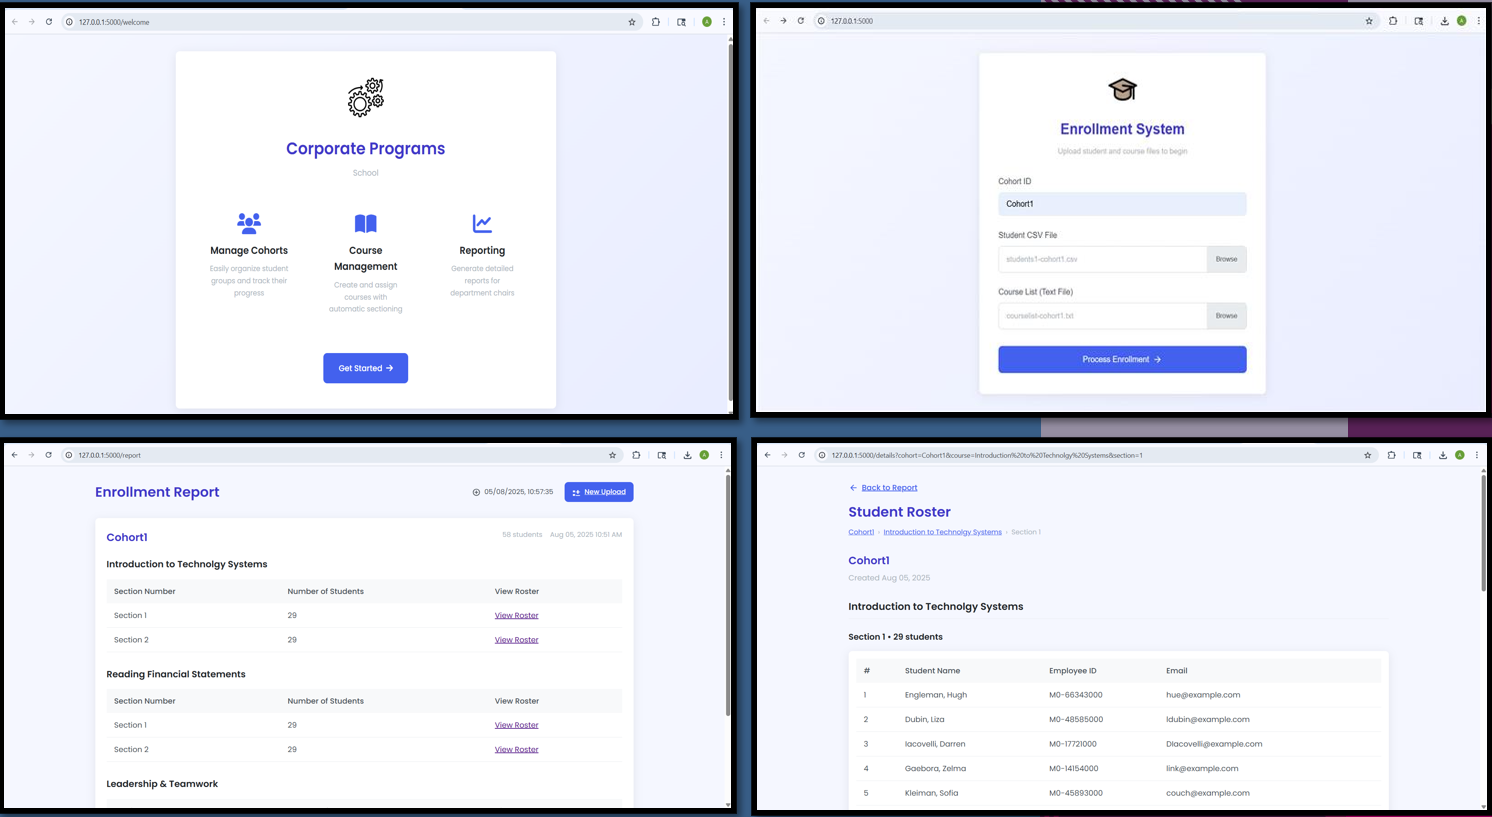 127.0.0.1:5000/welcome
A
Corporate Programs
School
Manage Cohorts
Easily organize student
groups and track their
progress
Course
Management
Create and assign
courses with
automatic sectioning
Reporting
Generate detailed
reports for
department chairs
Get Started →
127.0.0.1:5000
A
Enrollment System
Upload student and course files to begin
Cohort ID
Cohort1
Student CSV File
students1-cohort1.csv
Browse
Course List (Text File)
courselist-cohort1.txt
Browse
Process Enrollment →
127.0.0.1:5000/report
A
Enrollment Report
05/08/2025, 10:57:35
New Upload
Cohort1
58 students Aug 05, 2025 10:51 AM
Introduction to Technolgy Systems
Section Number Number of Students View Roster
Section 1 29 View Roster
Section 2 29 View Roster
Reading Financial Statements
Section Number Number of Students View Roster
Section 1 29 View Roster
Section 2 29 View Roster
Leadership & Teamwork
127.0.0.1:5000/details?cohort=Cohort1&course=Introduction%20to%20Technolgy%20Systems&section=1
A
← Back to Report
Student Roster
Cohort1 › Introduction to Technolgy Systems › Section 1
Cohort1
Created Aug 05, 2025
Introduction to Technolgy Systems
Section 1 • 29 students
# Student Name Employee ID Email
1 Engleman, Hugh M0-66343000 hue@example.com
2 Dubin, Liza M0-48585000 ldubin@example.com
3 Iacovelli, Darren M0-17721000 DIacovelli@example.com
4 Gaebora, Zelma M0-14154000 link@example.com
5 Kleiman, Sofia M0-45893000 couch@example.com